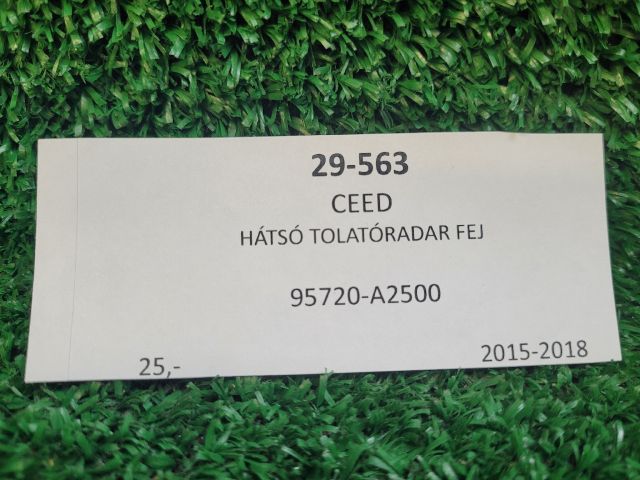 29-563
CEED
HÁTSÓ TOLATÓRADAR FEJ
95720-A2500
25,-
2015-2018